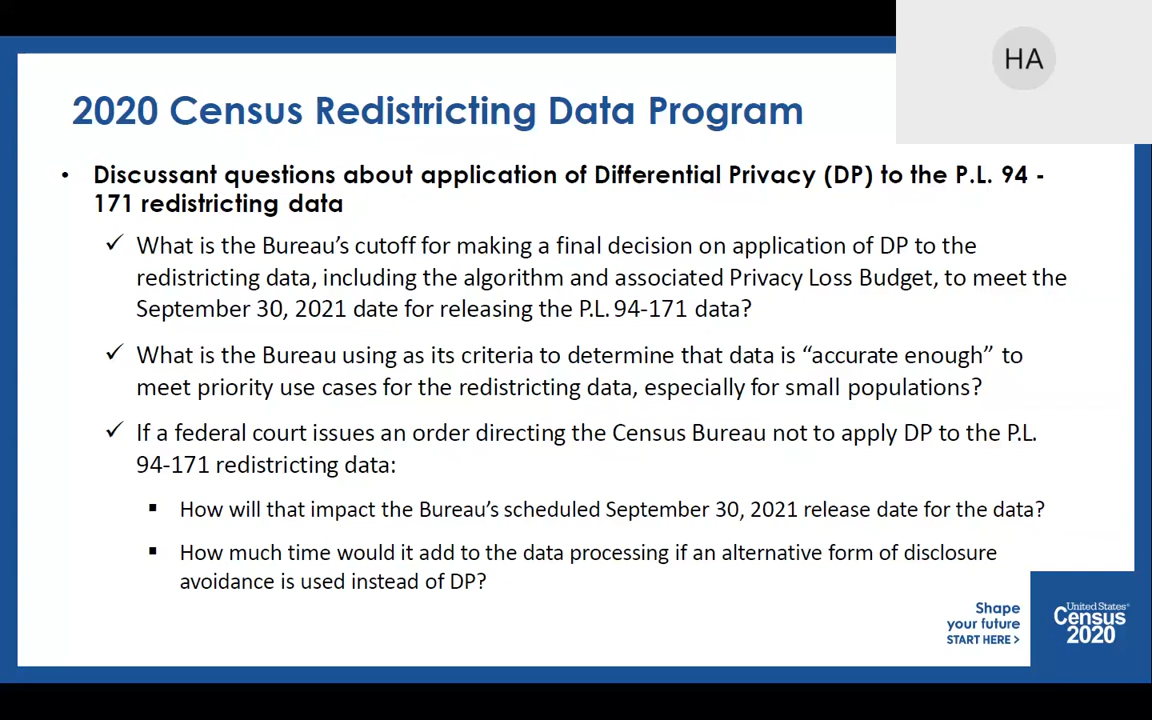 HA
2020 Census Redistricting Data Program
• Discussant questions about application of Differential Privacy (DP) to the P.L. 94 -
171 redistricting data
✓ What is the Bureau’s cutoff for making a final decision on application of DP to the
redistricting data, including the algorithm and associated Privacy Loss Budget, to meet the
September 30, 2021 date for releasing the P.L. 94-171 data?
✓ What is the Bureau using as its criteria to determine that data is “accurate enough” to
meet priority use cases for the redistricting data, especially for small populations?
✓ If a federal court issues an order directing the Census Bureau not to apply DP to the P.L.
94-171 redistricting data:
▪ How will that impact the Bureau’s scheduled September 30, 2021 release date for the data?
▪ How much time would it add to the data processing if an alternative form of disclosure
avoidance is used instead of DP?
Shape
your future
START HERE >
United States®
Census
2020